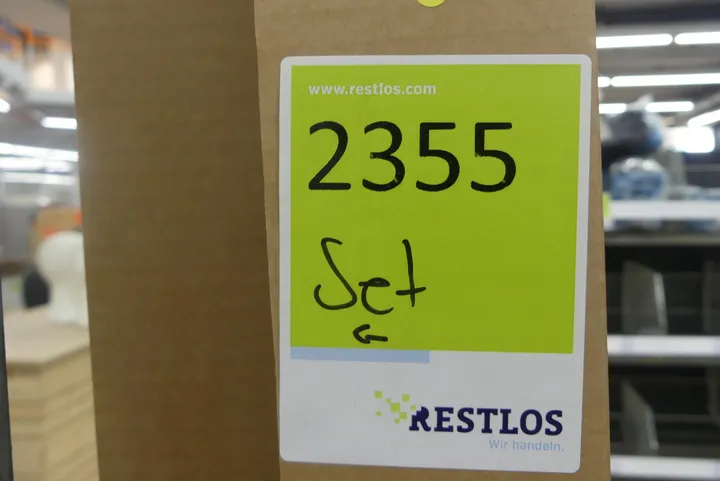 www.restlos.com
2355
Set
←
RESTLOS
Wir handeln.